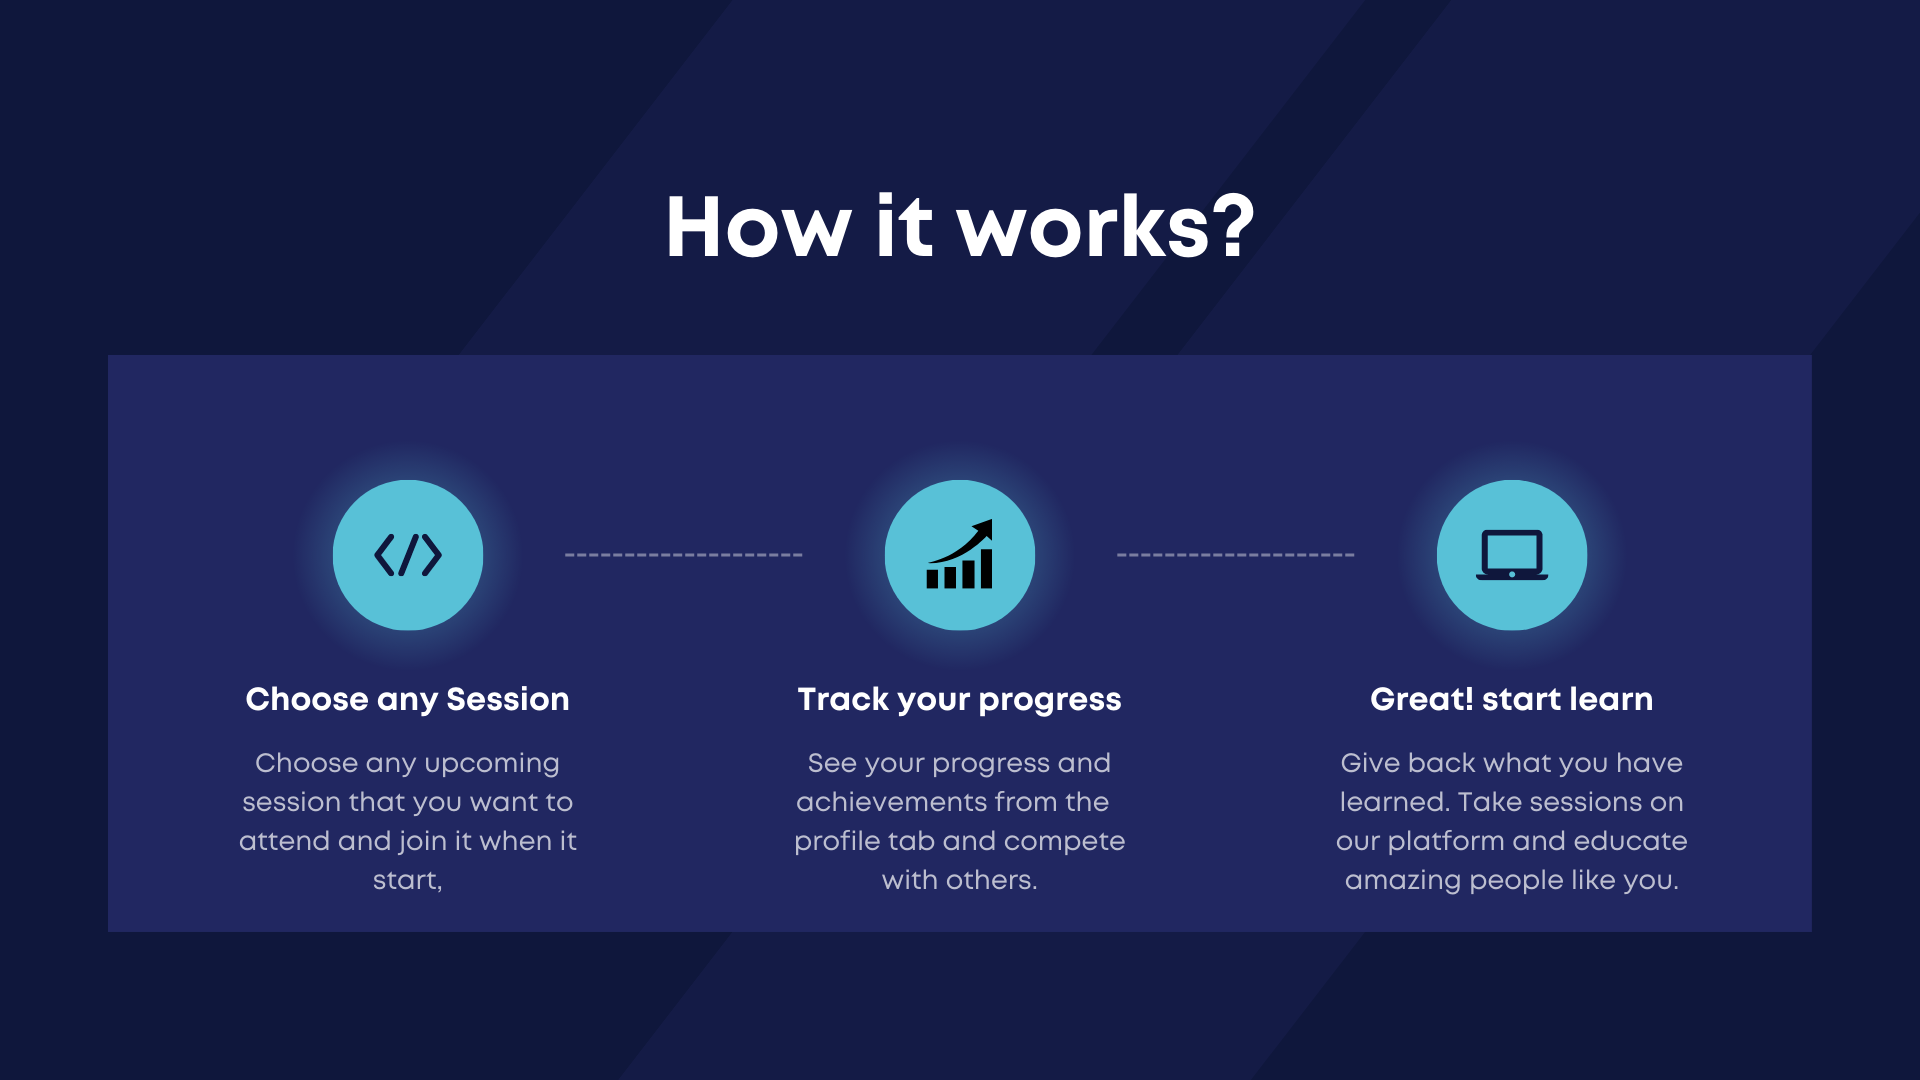 How it works?
Choose any Session
Choose any upcoming
session that you want to
attend and join it when it
start,
Track your progress
See your progress and
achievements from the
profile tab and compete
with others.
Great! start learn
Give back what you have
learned. Take sessions on
our platform and educate
amazing people like you.